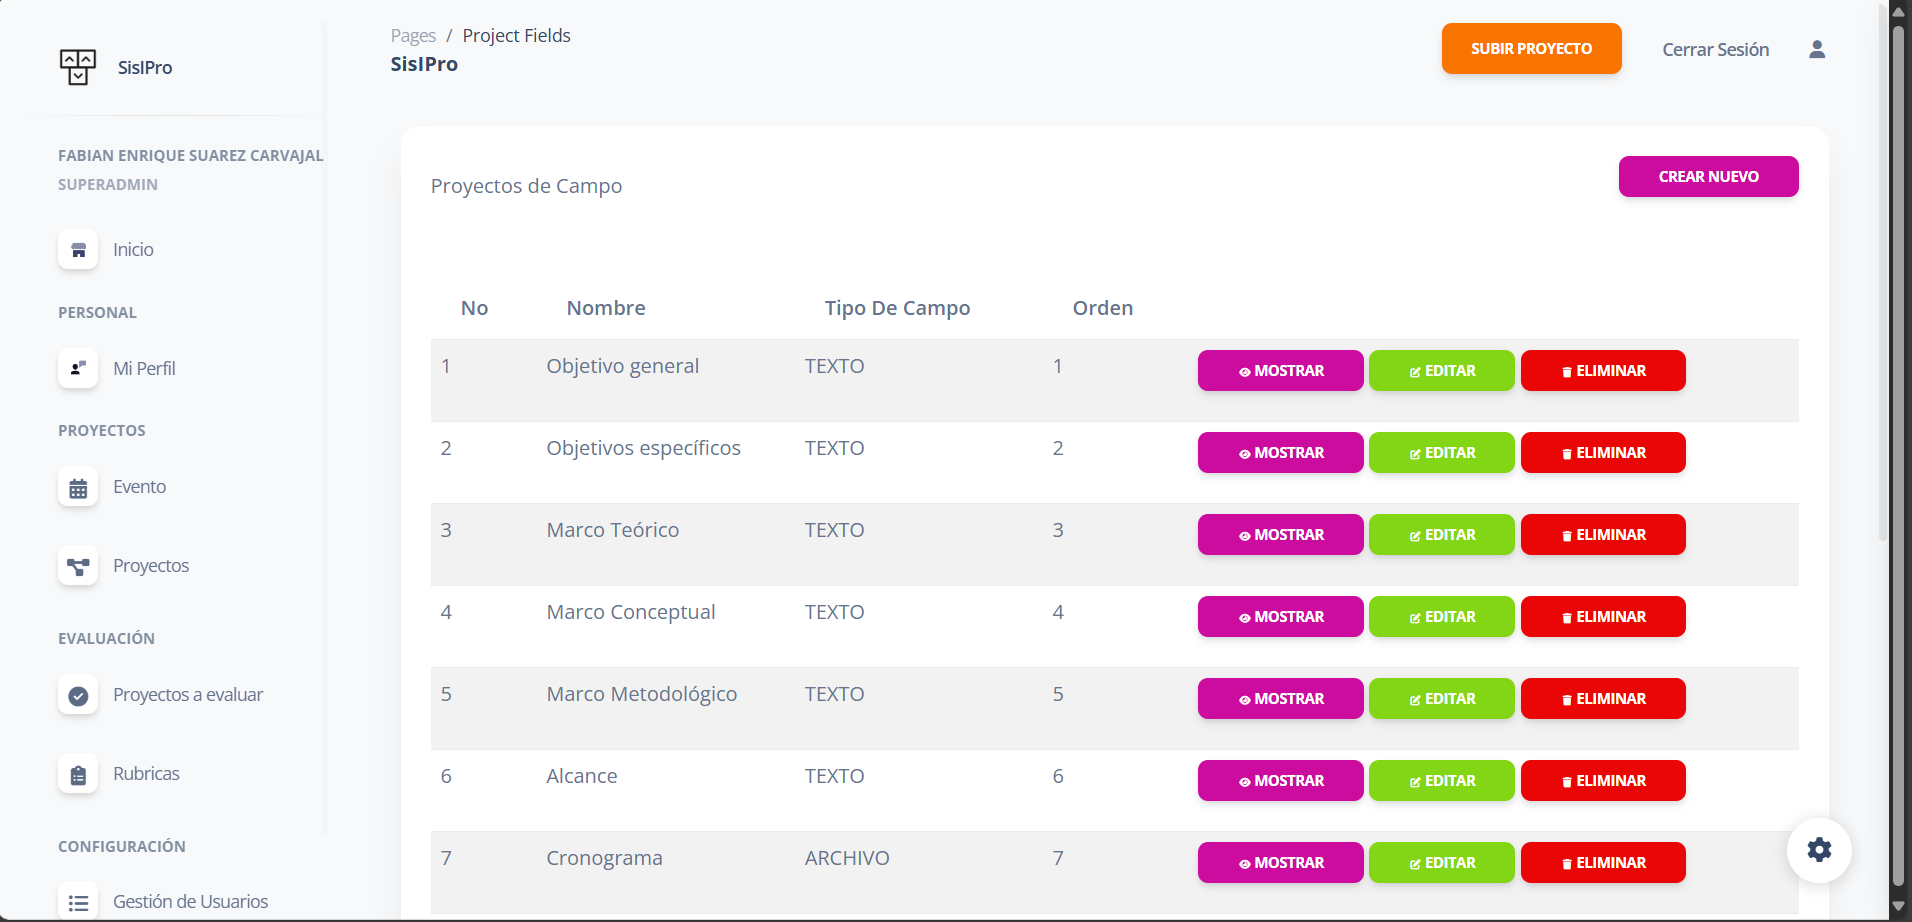 SisIPro
FABIAN ENRIQUE SUAREZ CARVAJAL
SUPERADMIN
Inicio
PERSONAL
Mi Perfil
PROYECTOS
Evento
Proyectos
EVALUACIÓN
Proyectos a evaluar
Rubricas
CONFIGURACIÓN
Gestión de Usuarios
Pages / Project Fields
SisIPro
SUBIR PROYECTO Cerrar Sesión
Proyectos de Campo
CREAR NUEVO
No Nombre Tipo De Campo Orden
1 Objetivo general TEXTO 1 MOSTRAR EDITAR ELIMINAR
2 Objetivos específicos TEXTO 2 MOSTRAR EDITAR ELIMINAR
3 Marco Teórico TEXTO 3 MOSTRAR EDITAR ELIMINAR
4 Marco Conceptual TEXTO 4 MOSTRAR EDITAR ELIMINAR
5 Marco Metodológico TEXTO 5 MOSTRAR EDITAR ELIMINAR
6 Alcance TEXTO 6 MOSTRAR EDITAR ELIMINAR
7 Cronograma ARCHIVO 7 MOSTRAR EDITAR ELIMINAR